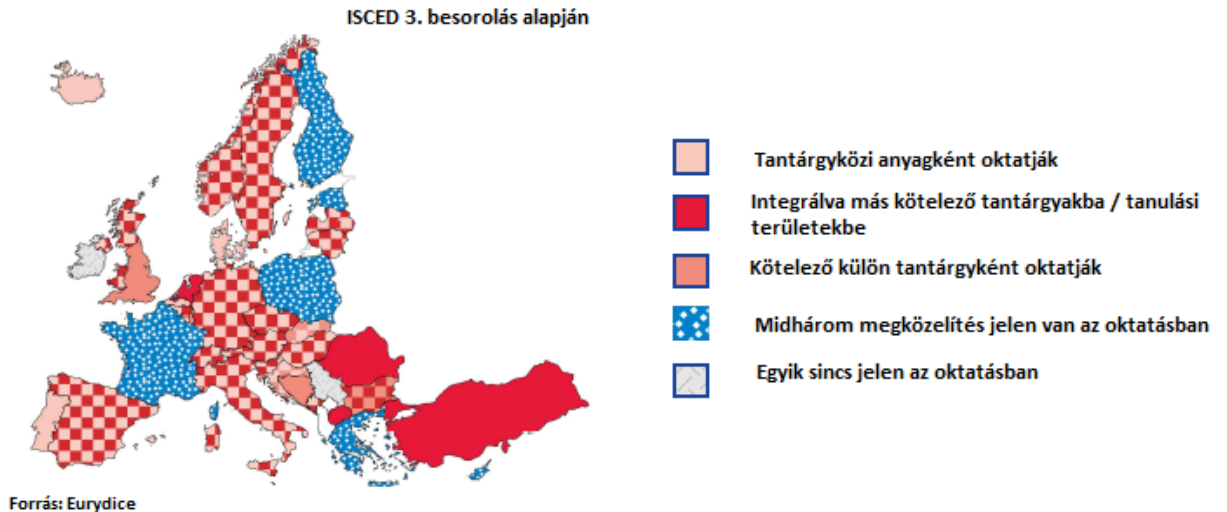 ISCED 3. besorolás alapján
Tantárgyközi anyagként oktatják
Integrálva más kötelező tantárgyakba / tanulási
területekbe
Kötelező külön tantárgyként oktatják
Midhárom megközelítés jelen van az oktatásban
Egyik sincs jelen az oktatásban
Forrás: Eurydice